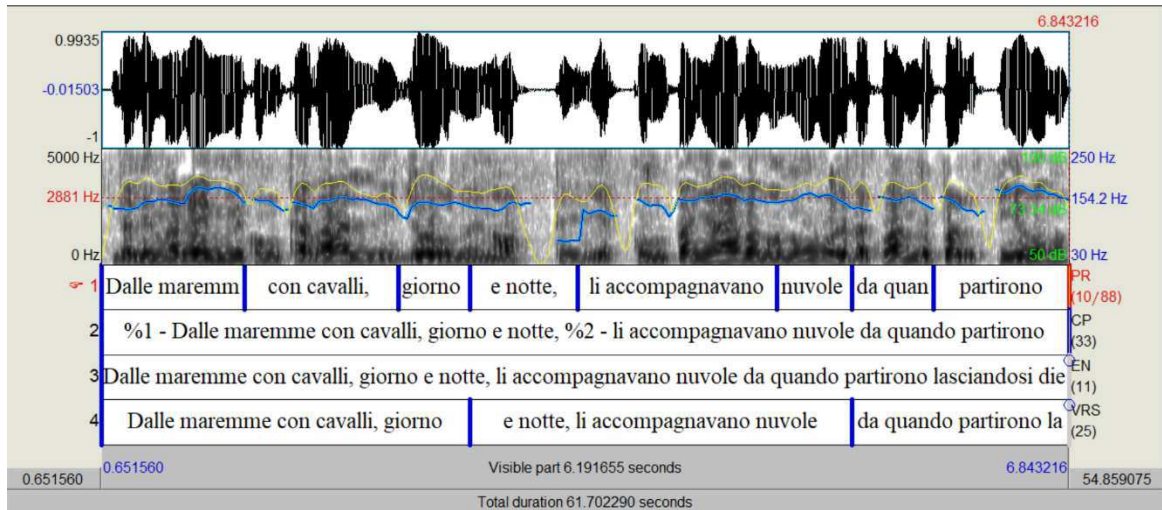 6.843216
0.9935
-0.01503
-1
5000 Hz 100 dB 250 Hz
2881 Hz 154.2 Hz
73.14 dB
0 Hz 50 dB 30 Hz
1 Dalle maremm con cavalli, giorno e notte, li accompagnavano nuvole da quan partirono PR (10/88)
2 %1 - Dalle maremme con cavalli, giorno e notte, %2 - li accompagnavano nuvole da quando partirono CP (33)
3 Dalle maremme con cavalli, giorno e notte, li accompagnavano nuvole da quando partirono lasciandosi die EN (11)
4 Dalle maremme con cavalli, giorno e notte, li accompagnavano nuvole da quando partirono la VRS (25)
0.651560 0.651560 Visible part 6.191655 seconds 6.843216 54.859075
Total duration 61.702290 seconds